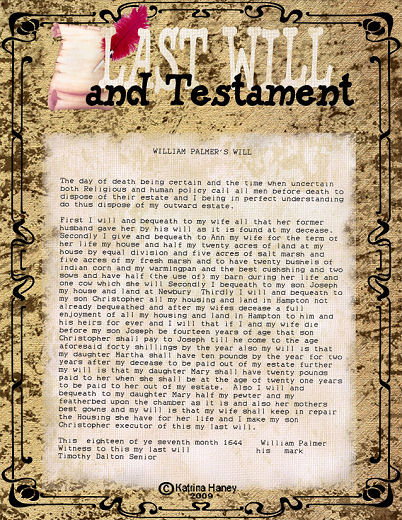 LAST WILL
and Testament
WILLIAM PALMER'S WILL
The day of death being certain and the time when uncertain
both Religious and human policy call all men before death to
dispose of their estate and I being in perfect understanding
do thus dispose of my outward estate.
First I will and bequeath to my wife all that her former
husband gave her by his will as it is found at my decease.
Secondly I give and bequeath to Ann my wife for the term of
her life my house and half my twenty acres of land at my
house by equal division and five acres of salt marsh and
five acres of my fresh marsh and to have twenty bushels of
indian corn and my warmingpan and the best cushshing and two
sows and have half (the use of) my barn during her life and
one cow which she will Secondly I bequeath to my son Joseph
my house and land at Newbury  Thirdly I will and bequeath to
my son Christopher all my housing and land in Hampton not
already bequathed and after my wifes decease a full
enjoyment of all my housing and land in Hampton to him and
his heirs for ever and I will that if I and my wife die
before my son Joseph be fourteen years of age that son
Christopher shall pay to Joseph till he come to the age
aforesaid forty shillings by the year also my will is that
my daughter Martha shall have ten pounds by the year for two
years after my decease to be paid out of my estate further
my will is that my daughter Mary shall have twenty pounds
paid to her when she shall be at the age of twenty one years
to be paid to her out of my estate.  Also I will and
bequeath to my daughter Mary half my pewter and my
featherbed upon the chamber as it is and also her mothers
best gowns and my will is that my wife shall keep in repair
the Housing she have for her life and I make my son
Christopher executor of this my last will.
This  eighteen of ye seventh month 1644    William Palmer
Witness to this my last will    his  mark
Timothy Dalton Senior
©Katrina Haney
2009